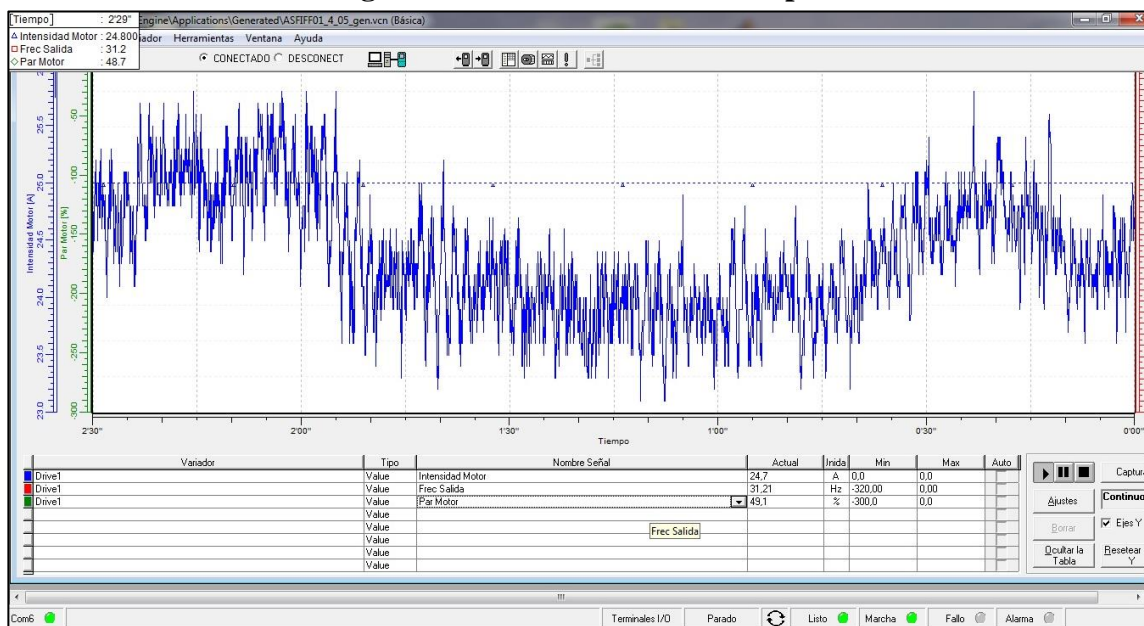 [Tiempo] : 2'29"
Engine\Applications\Generated\ASFIFF01_4_05_gen.vcn (Básica)
Intensidad Motor : 24.800
Frec Salida : 31.2
Par Motor : 48.7
iador Herramientas Ventana Ayuda
CONECTADO DESCONECT
25.5
25.0
24.5
24.0
23.5
23.0
Intensidad Motor [A]
-50
-100
-150
-200
-250
-300
Par Motor [%]
2'30" 2'00" 1'30" 1'00" 0'30" 0'00"
Tiempo
Variador Tipo Nombre Señal Actual Unida Min Max Auto
Drive1 Value Intensidad Motor 24,7 A 0,0 0,0
Drive1 Value Frec Salida 31,21 Hz -320,00 0,00
Drive1 Value Par Motor 49,1 % -300,0 0,0
Value
Value Frec Salida
Value
Value
Value
Captura
Ajustes Continuo
Borrar Ejes Y
Ocultar la Tabla
Resetear Y
Com6 Terminales I/O Parado Listo Marcha Fallo Alarma